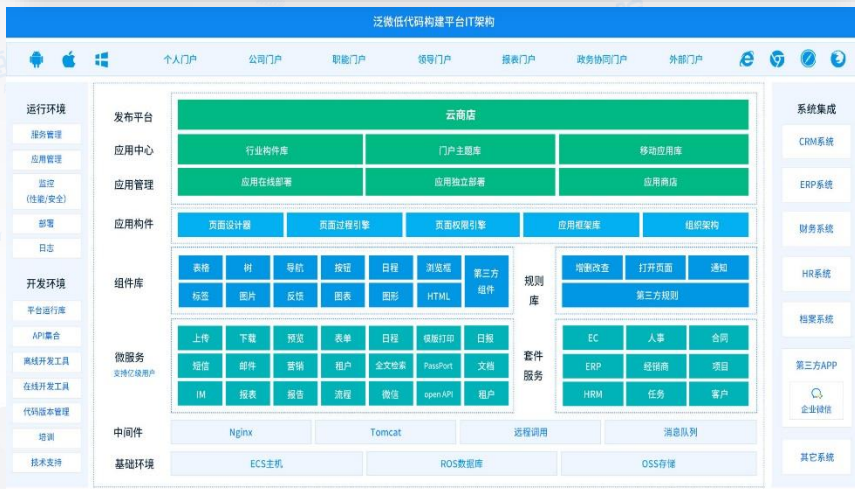 泛微低代码构建平台IT架构
个人门户 公司门户 职能门户 领导门户 报表门户 政务协同门户 外部门户
运行环境
服务管理
应用管理
监控
(性能/安全)
部署
日志
开发环境
平台运行库
API集合
离线开发工具
在线开发工具
代码版本管理
培训
技术支持
发布平台
云商店
应用中心
行业构件库 门户主题库 移动应用库
应用管理
应用在线部署 应用独立部署 应用商店
应用构件
页面设计器 页面过程引擎 页面权限引擎 应用框架库 组织架构
组件库
表格 树 导航 按钮 日程 浏览框 第三方
组件
标签 图片 反馈 图表 图形 HTML
规则
库
增删改查 打开页面 通知
第三方规则
微服务
支持亿级用户
上传 下载 预览 表单 日程 模版打印 日报
短信 邮件 营销 租户 全文检索 PassPort 文档
IM 报表 报告 流程 微信 open API 租户
套件
服务
EC 人事 合同
ERP 经销商 项目
HRM 任务 客户
中间件
Nginx Tomcat 远程调用 消息队列
基础环境
ECS主机 ROS数据库 OSS存储
系统集成
CRM系统
ERP系统
财务系统
HR系统
档案系统
第三方APP
企业微信
其它系统